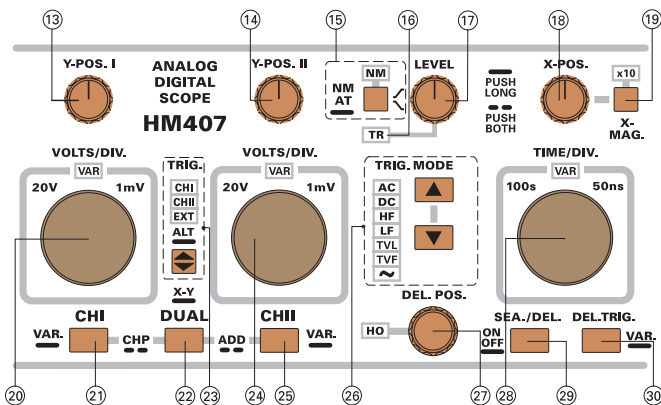 13 14 15 16 17 18 19
Y-POS. I
ANALOG
DIGITAL
SCOPE
HM407
Y-POS. II
NM
AT
NM
LEVEL
TR
PUSH
LONG
PUSH
BOTH
X-POS.
x10
X-
MAG.
VOLTS/DIV.
VAR
20V 1mV
TRIG.
CHI
CHII
EXT
ALT
X-Y
VOLTS/DIV.
VAR
20V 1mV
TRIG. MODE
AC
DC
HF
LF
TVL
TVF
~
TIME/DIV.
VAR
100s 50ns
DEL. POS.
HO
CHI
VAR.
CHP
DUAL
ADD
CHII
VAR.
ON
OFF
SEA./DEL.
DEL.TRIG.
VAR.
20 21 22 23 24 25 26 27 28 29 30